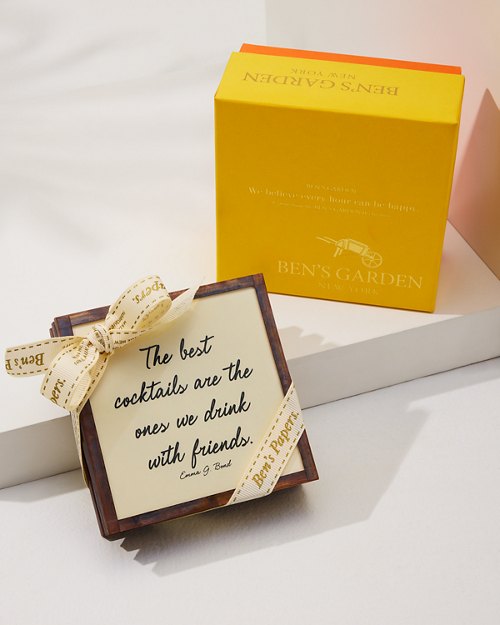 BEN'S GARDEN
NEW YORK
BEN'S GARDEN
We believe every hour can be happy.
BEN'S GARDEN
NEW YORK
The best
cocktails are the
ones we drink
with friends.
Emma G. Bond
Ben's Papers.